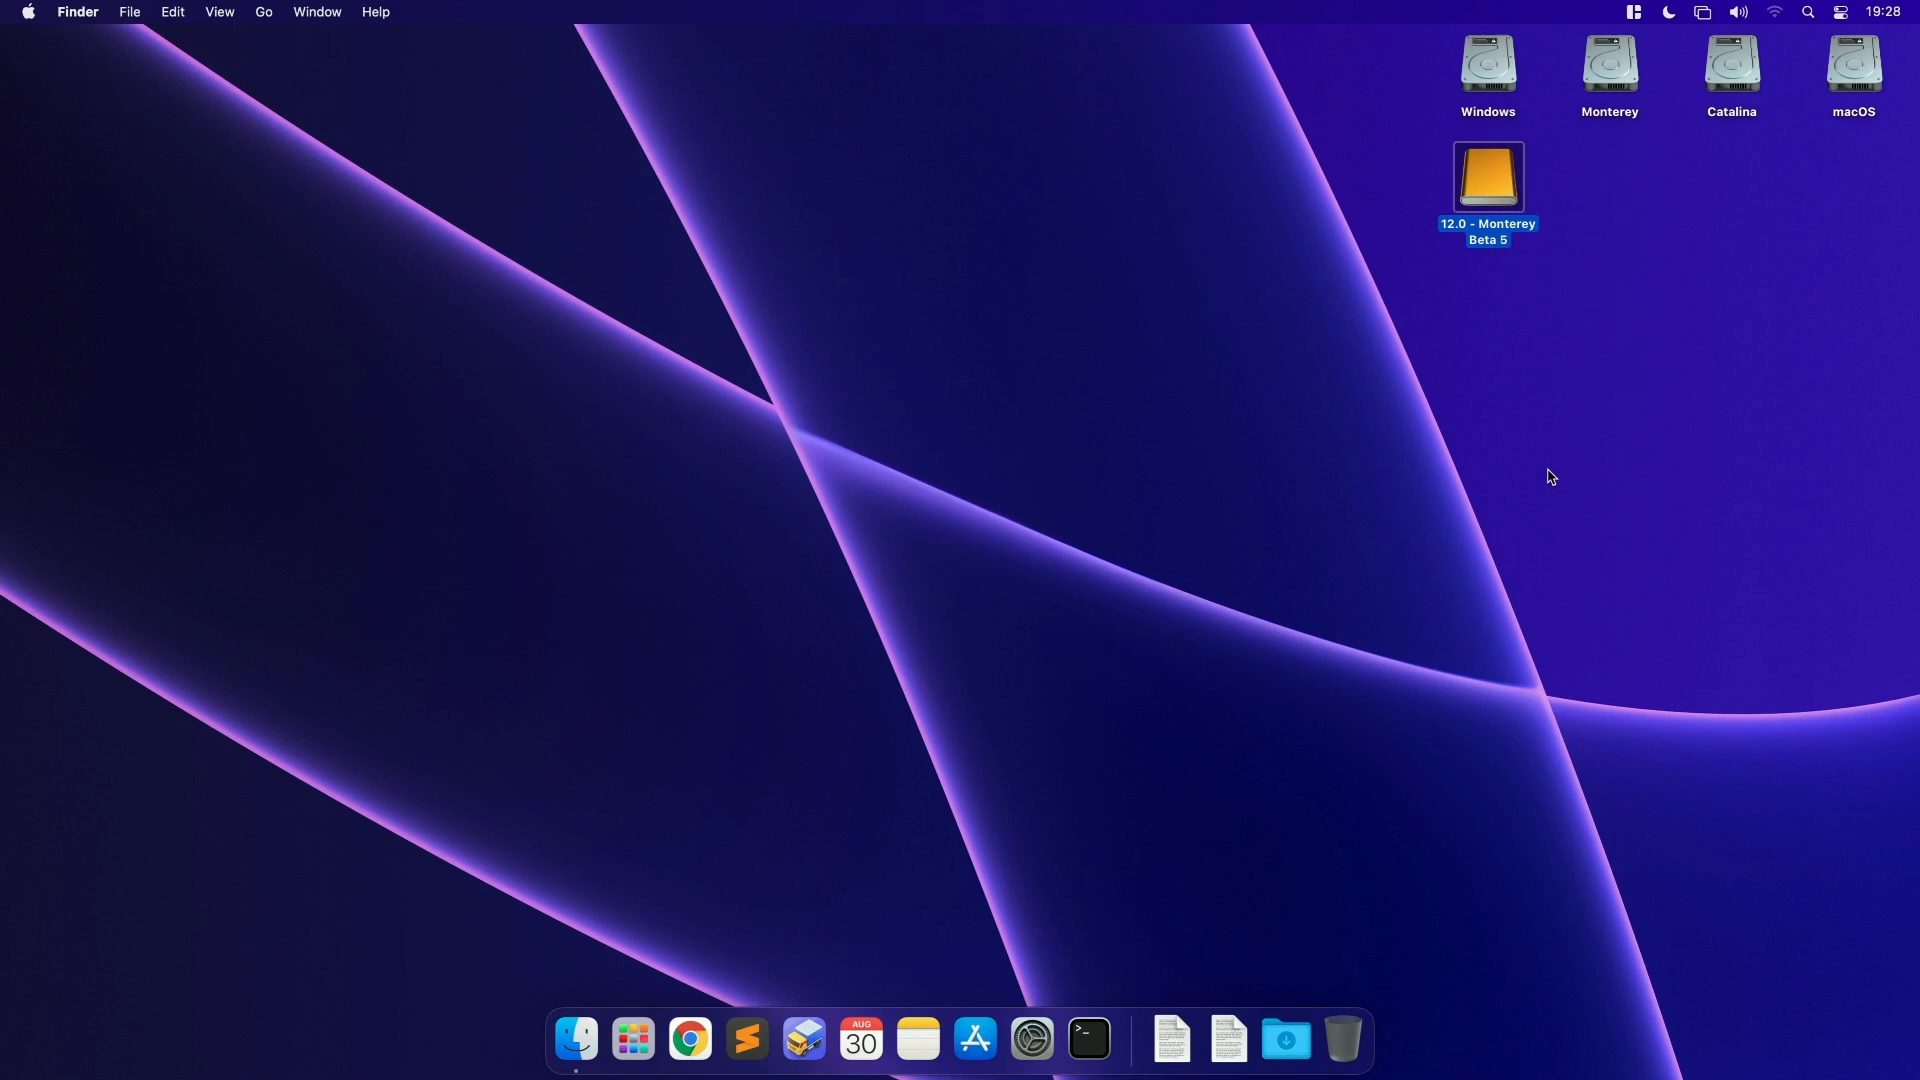 Finder File Edit View Go Window Help 19:28
Windows Monterey Catalina macOS
12.0 - Monterey
Beta 5
AUG
30
>_